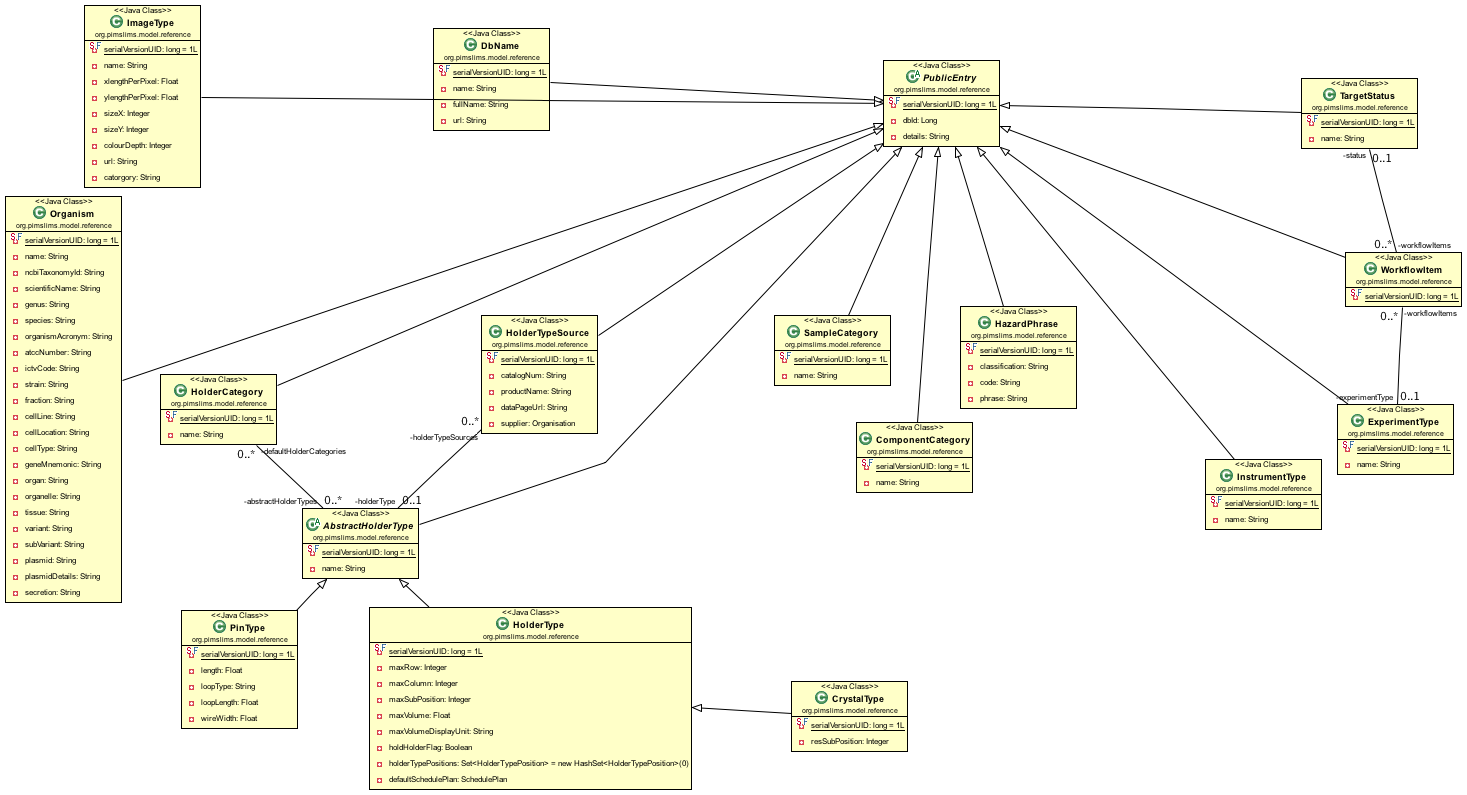 <<Java Class>>
ImageType
org.pimslims.model.reference
serialVersionUID: long = 1L
name: String
xlengthPerPixel: Float
ylengthPerPixel: Float
sizeX: Integer
sizeY: Integer
colourDepth: Integer
url: String
catorgory: String
<<Java Class>>
DbName
org.pimslims.model.reference
serialVersionUID: long = 1L
name: String
fullName: String
url: String
<<Java Class>>
PublicEntry
org.pimslims.model.reference
serialVersionUID: long = 1L
dbId: Long
details: String
<<Java Class>>
TargetStatus
org.pimslims.model.reference
serialVersionUID: long = 1L
name: String
-status
0..1
0..*
-workflowItems
<<Java Class>>
WorkflowItem
org.pimslims.model.reference
serialVersionUID: long = 1L
0..*
-workflowItems
-experimentType
0..1
<<Java Class>>
ExperimentType
org.pimslims.model.reference
serialVersionUID: long = 1L
name: String
<<Java Class>>
Organism
org.pimslims.model.reference
serialVersionUID: long = 1L
name: String
ncbiTaxonomyId: String
scientificName: String
genus: String
species: String
organismAcronym: String
atccNumber: String
ictvCode: String
strain: String
fraction: String
cellLine: String
cellLocation: String
cellType: String
geneMnemonic: String
organ: String
organelle: String
tissue: String
variant: String
subVariant: String
plasmid: String
plasmidDetails: String
secretion: String
<<Java Class>>
HolderCategory
org.pimslims.model.reference
serialVersionUID: long = 1L
name: String
0..*
-defaultHolderCategories
<<Java Class>>
HolderTypeSource
org.pimslims.model.reference
serialVersionUID: long = 1L
catalogNum: String
productName: String
dataPageUrl: String
supplier: Organisation
0..*
-holderTypeSources
<<Java Class>>
SampleCategory
org.pimslims.model.reference
serialVersionUID: long = 1L
name: String
<<Java Class>>
HazardPhrase
org.pimslims.model.reference
serialVersionUID: long = 1L
classification: String
code: String
phrase: String
<<Java Class>>
ComponentCategory
org.pimslims.model.reference
serialVersionUID: long = 1L
name: String
<<Java Class>>
InstrumentType
org.pimslims.model.reference
serialVersionUID: long = 1L
name: String
-abstractHolderTypes
0..*
-holderType
0..1
<<Java Class>>
AbstractHolderType
org.pimslims.model.reference
serialVersionUID: long = 1L
name: String
<<Java Class>>
PinType
org.pimslims.model.reference
serialVersionUID: long = 1L
length: Float
loopType: String
loopLength: Float
wireWidth: Float
<<Java Class>>
HolderType
org.pimslims.model.reference
serialVersionUID: long = 1L
maxRow: Integer
maxColumn: Integer
maxSubPosition: Integer
maxVolume: Float
maxVolumeDisplayUnit: String
holdHolderFlag: Boolean
holderTypePositions: Set<HolderTypePosition> = new HashSet<HolderTypePosition>(0)
defaultSchedulePlan: SchedulePlan
<<Java Class>>
CrystalType
org.pimslims.model.reference
serialVersionUID: long = 1L
resSubPosition: Integer